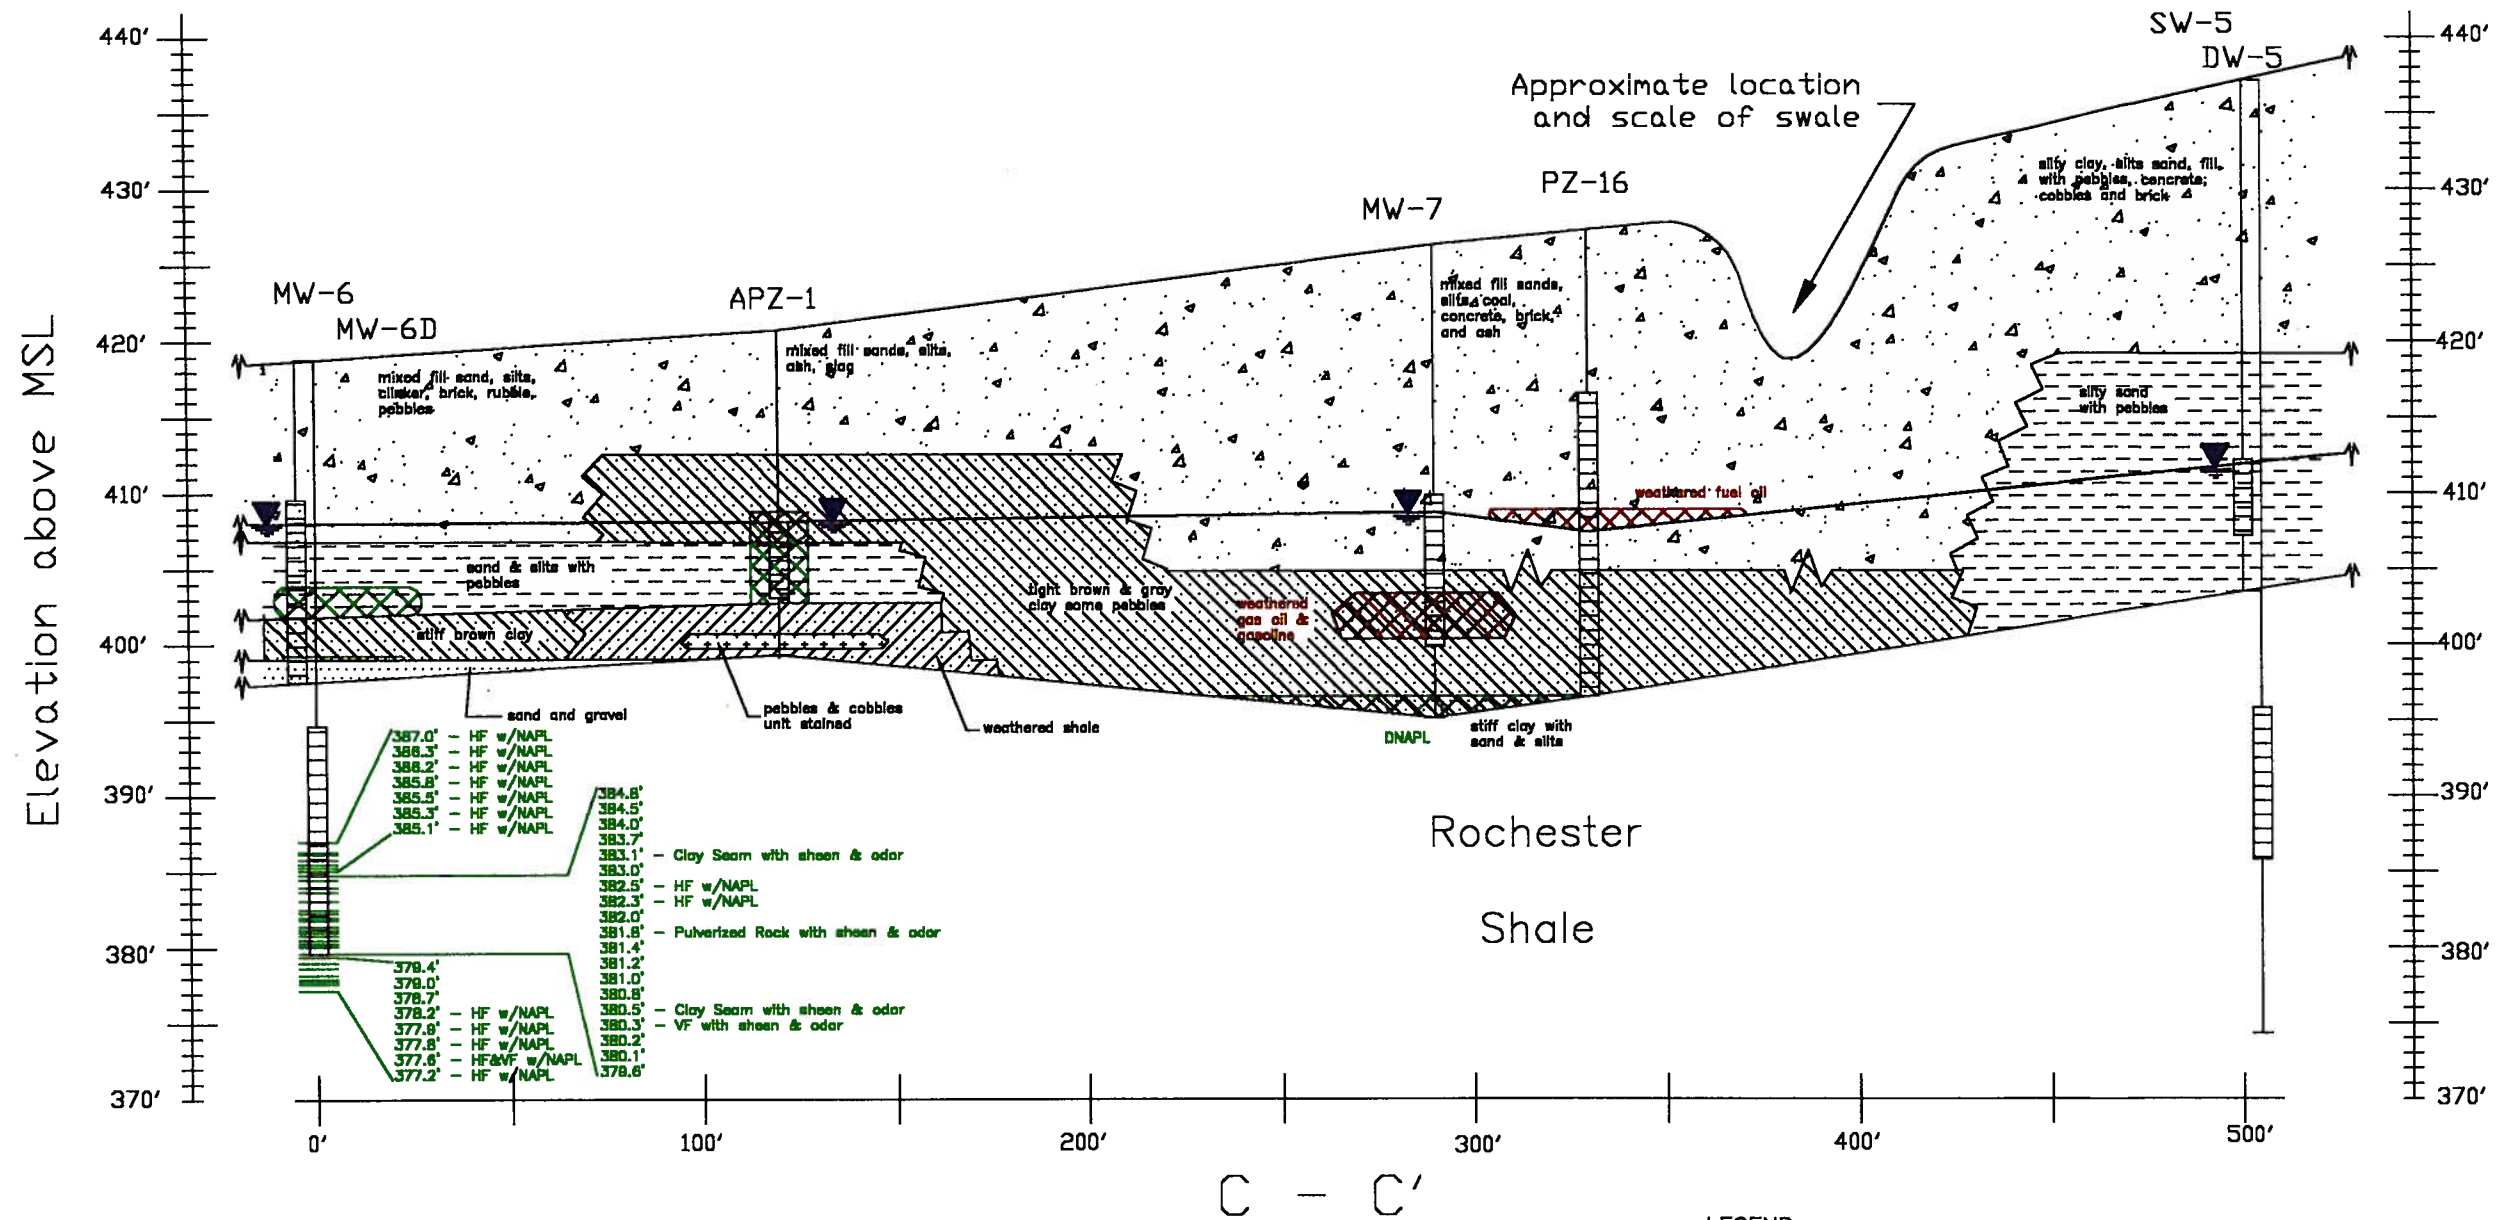 SW-5
DW-5
Approximate location
and scale of swale
PZ-16
MW-7
MW-6
MW-6D
APZ-1
Elevation above MSL
440'
430'
420'
410'
400'
390'
380'
370'
440'
430'
420'
410'
400'
390'
380'
370'
silty clay, silts sand, fill,
with pebbles, concrete;
cobbles and brick
mixed fill sands,
silts, coal,
concrete, brick,
and ash
mixed fill sands, silts,
ash, slag
mixed fill sand, silts,
clinker, brick, rubble,
pebbles
silty sand
with pebbles
weathered fuel oil
sand & silts with
pebbles
tight brown & gray
clay some pebbles
weathered
gas oil &
gasoline
stiff brown clay
sand and gravel
pebbles & cobbles
unit stained
weathered shale
DNAPL
stiff clay with
sand & silts
387.0' - HF w/NAPL
386.3' - HF w/NAPL
386.2' - HF w/NAPL
385.8' - HF w/NAPL
385.5' - HF w/NAPL
385.3' - HF w/NAPL
385.1' - HF w/NAPL
384.8'
384.5'
384.0'
383.7'
383.1' - Clay Seam with sheen & odor
383.0'
382.5' - HF w/NAPL
382.3' - HF w/NAPL
382.0'
381.8' - Pulverized Rock with sheen & odor
381.4'
381.2'
381.0'
380.8'
380.5' - Clay Seam with sheen & odor
380.3' - VF with sheen & odor
380.2'
380.1'
379.6'
379.4'
379.0'
378.7'
378.2' - HF w/NAPL
377.9' - HF w/NAPL
377.8' - HF w/NAPL
377.6' - HF&VF w/NAPL
377.2' - HF w/NAPL
Rochester
Shale
0'
100'
200'
300'
400'
500'
C - C'
LEGEND